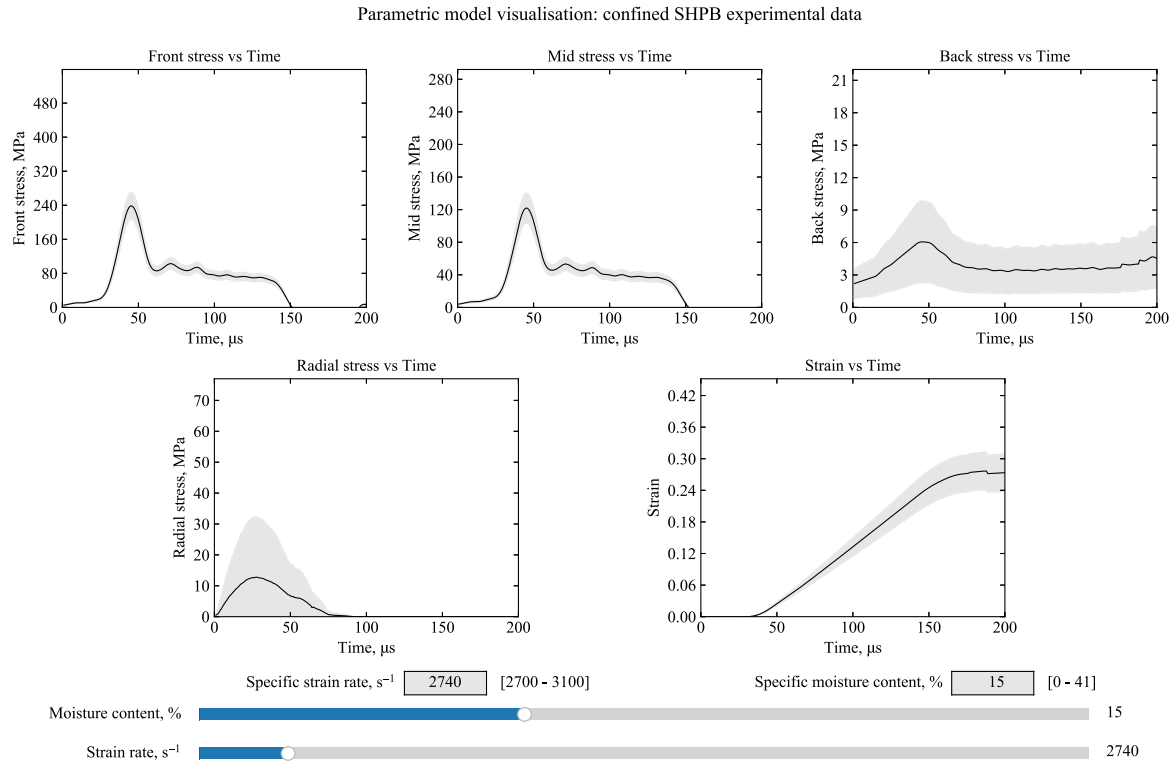 Parametric model visualisation: confined SHPB experimental data
Front stress vs Time
Front stress, MPa
480
400
320
240
160
80
0
0 50 100 150 200
Time, μs
Mid stress vs Time
Mid stress, MPa
280
240
200
160
120
80
40
0
0 50 100 150 200
Time, μs
Back stress vs Time
Back stress, MPa
21
18
15
12
9
6
3
0
0 50 100 150 200
Time, μs
Radial stress vs Time
Radial stress, MPa
70
60
50
40
30
20
10
0
0 50 100 150 200
Time, μs
Strain vs Time
Strain
0.42
0.36
0.30
0.24
0.18
0.12
0.06
0.00
0 50 100 150 200
Time, μs
Specific strain rate, s⁻¹ 2740 [2700 - 3100]
Specific moisture content, % 15 [0 - 41]
Moisture content, % 15
Strain rate, s⁻¹ 2740